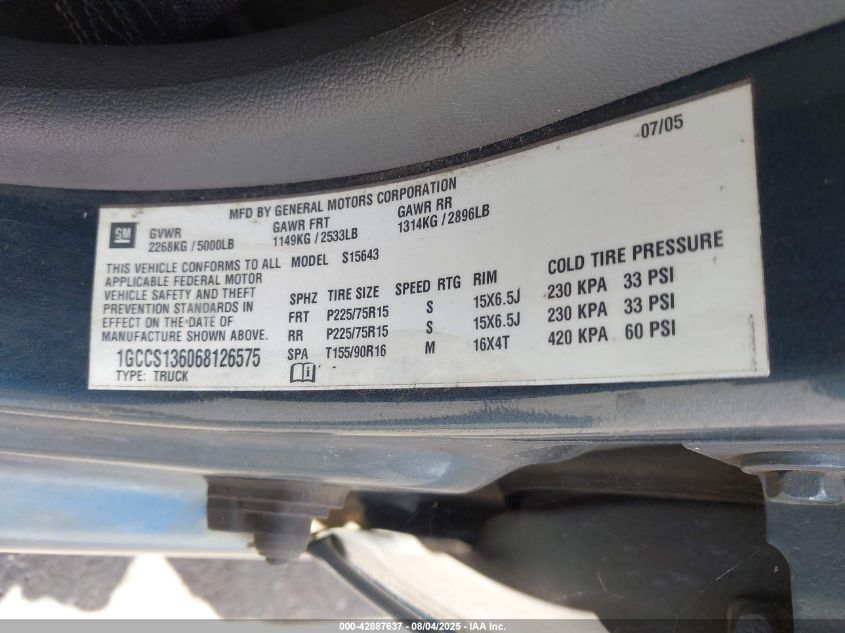 07/05
MFD BY GENERAL MOTORS CORPORATION
GM
GVWR GAWR FRT GAWR RR
2268KG / 5000LB 1149KG / 2533LB 1314KG / 2896LB
THIS VEHICLE CONFORMS TO ALL
APPLICABLE FEDERAL MOTOR
VEHICLE SAFETY AND THEFT
PREVENTION STANDARDS IN
EFFECT ON THE DATE OF
MANUFACTURE SHOWN ABOVE.
1GCCS136068126575
TYPE: TRUCK
MODEL S15643
SPHZ TIRE SIZE SPEED RTG RIM COLD TIRE PRESSURE
FRT P225/75R15 S 15X6.5J 230 KPA 33 PSI
RR P225/75R15 S 15X6.5J 230 KPA 33 PSI
SPA T155/90R16 M 16X4T 420 KPA 60 PSI
000-42887637 - 08/04/2025 - IAA Inc.